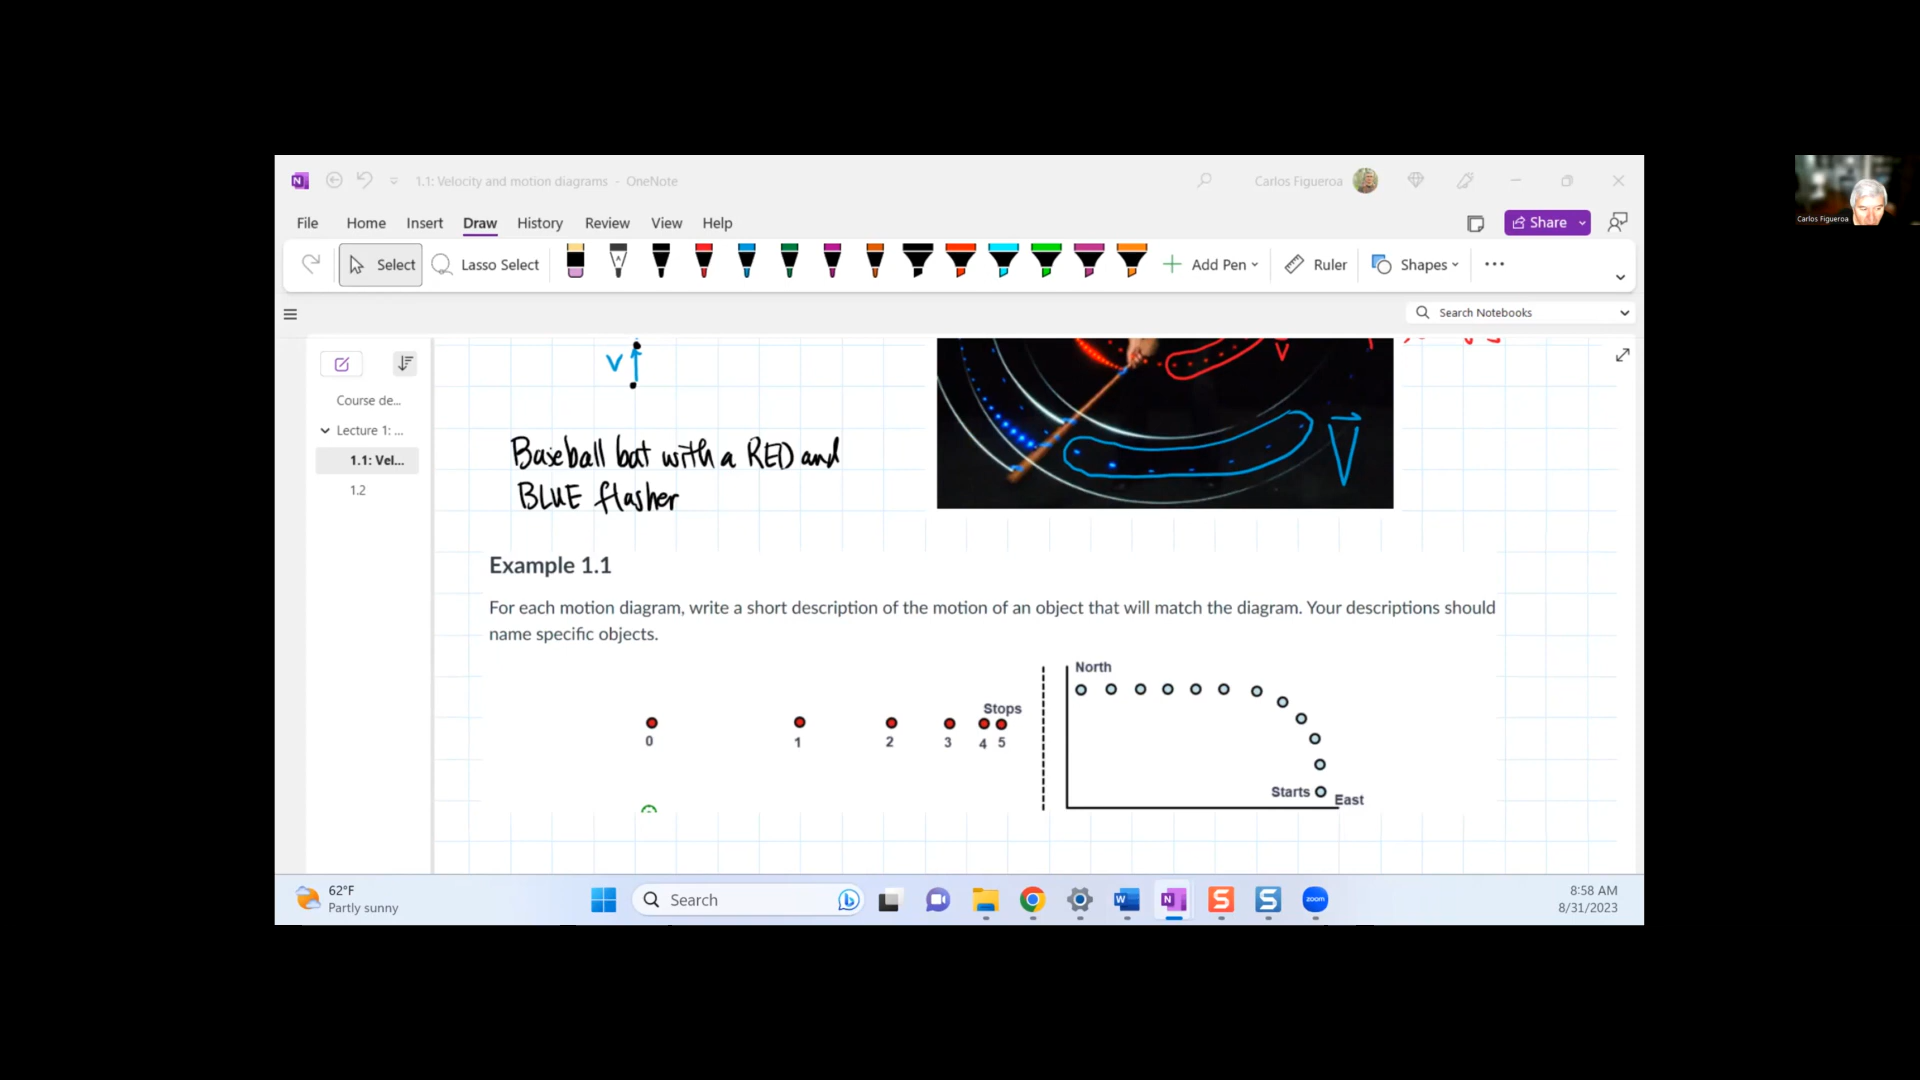 1.1: Velocity and motion diagrams - OneNote
Carlos Figueroa
File Home Insert Draw History Review View Help
Share
Select Lasso Select Add Pen Ruler Shapes
Search Notebooks
Course de...
Lecture 1: ...
1.1: Vel...
1.2
V
V
V
Baseball bat with a RED and
BLUE flasher
Example 1.1
For each motion diagram, write a short description of the motion of an object that will match the diagram. Your descriptions should
name specific objects.
Stops
0 1 2 3 4 5
North
Starts
East
62°F
Partly sunny
Search
zoom
8:58 AM
8/31/2023
Carlos Figueroa